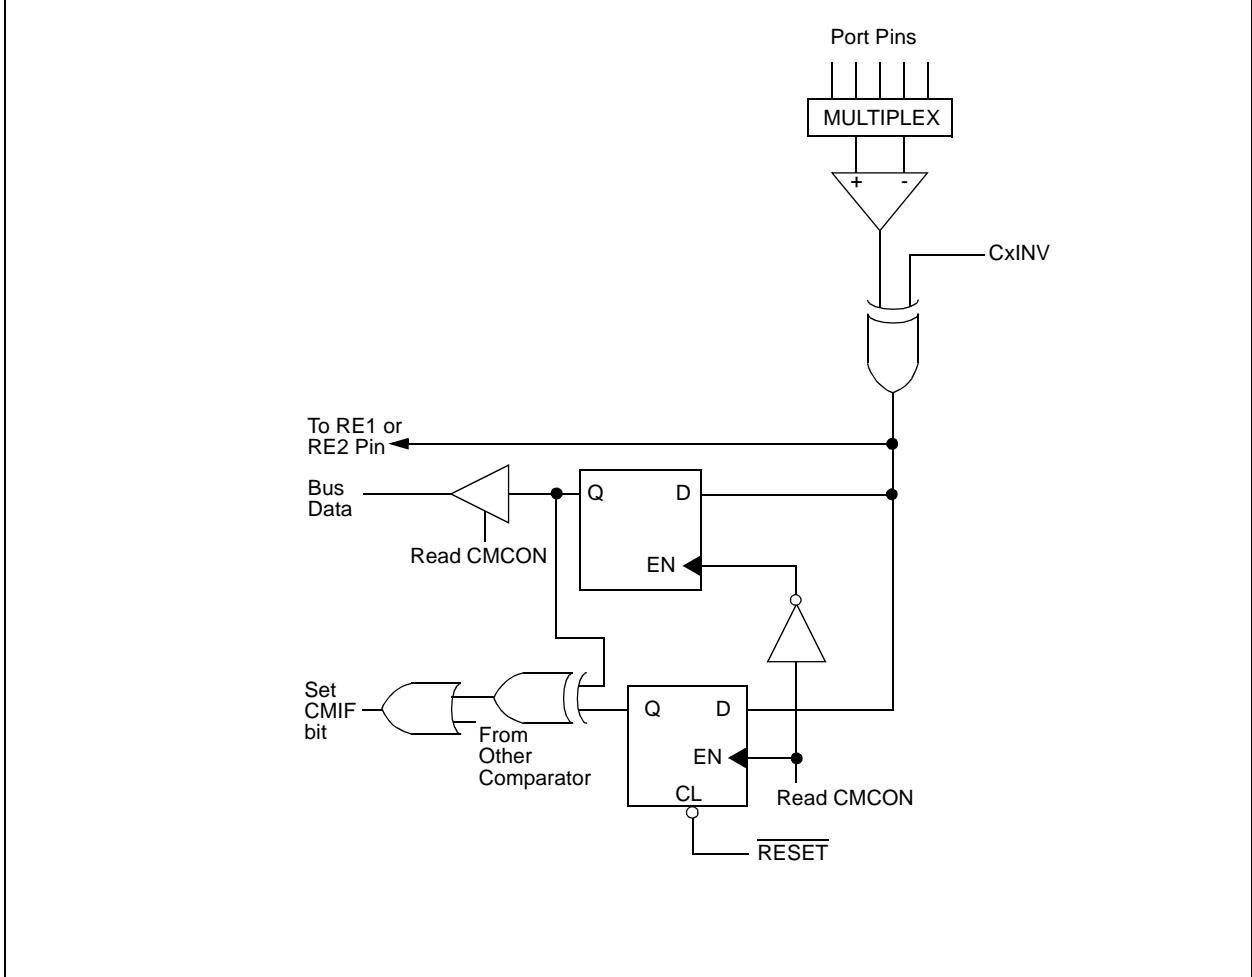 Port Pins
MULTIPLEX
+ -
CxINV
To RE1 or
RE2 Pin
Bus
Data
Q D
EN
Read CMCON
Set
CMIF
bit
From
Other
Comparator
Q D
EN
CL
Read CMCON
RESET